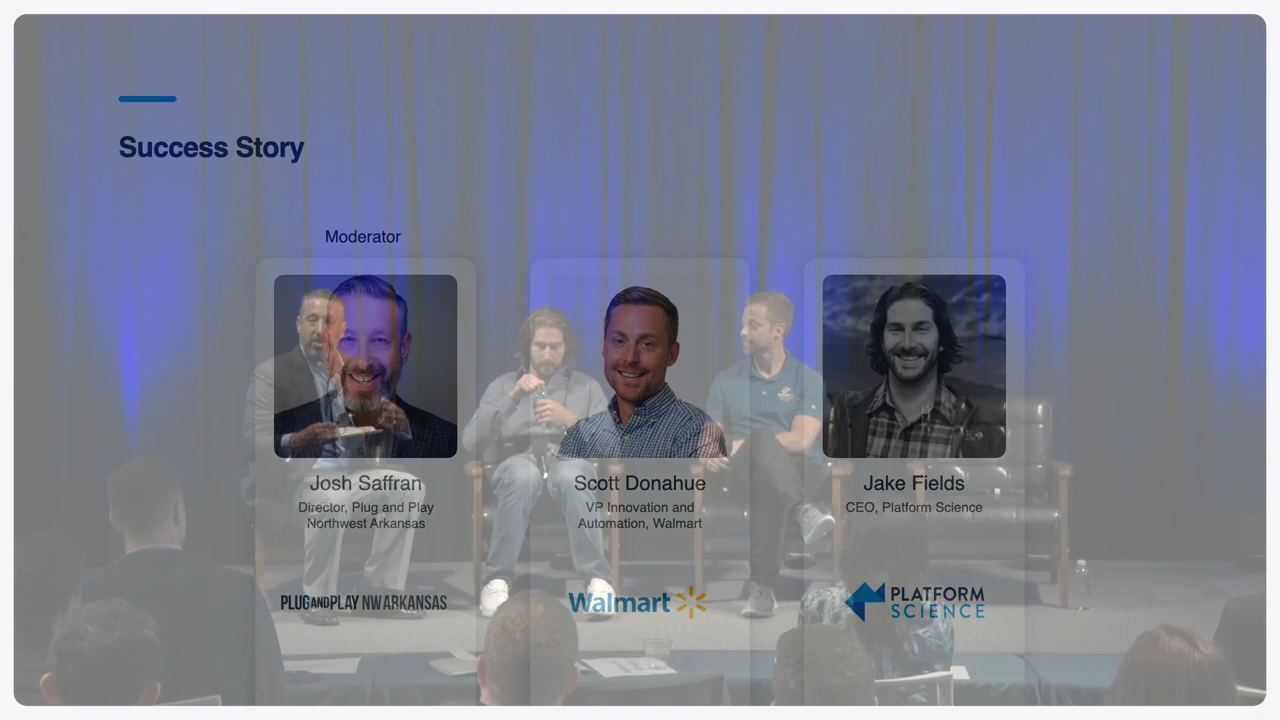 Success Story
Moderator
Josh Saffran
Director, Plug and Play
Northwest Arkansas
PLUGANDPLAY NWARKANSAS
Scott Donahue
VP Innovation and
Automation, Walmart
Walmart
Jake Fields
CEO, Platform Science
PLATFORM
SCIENCE